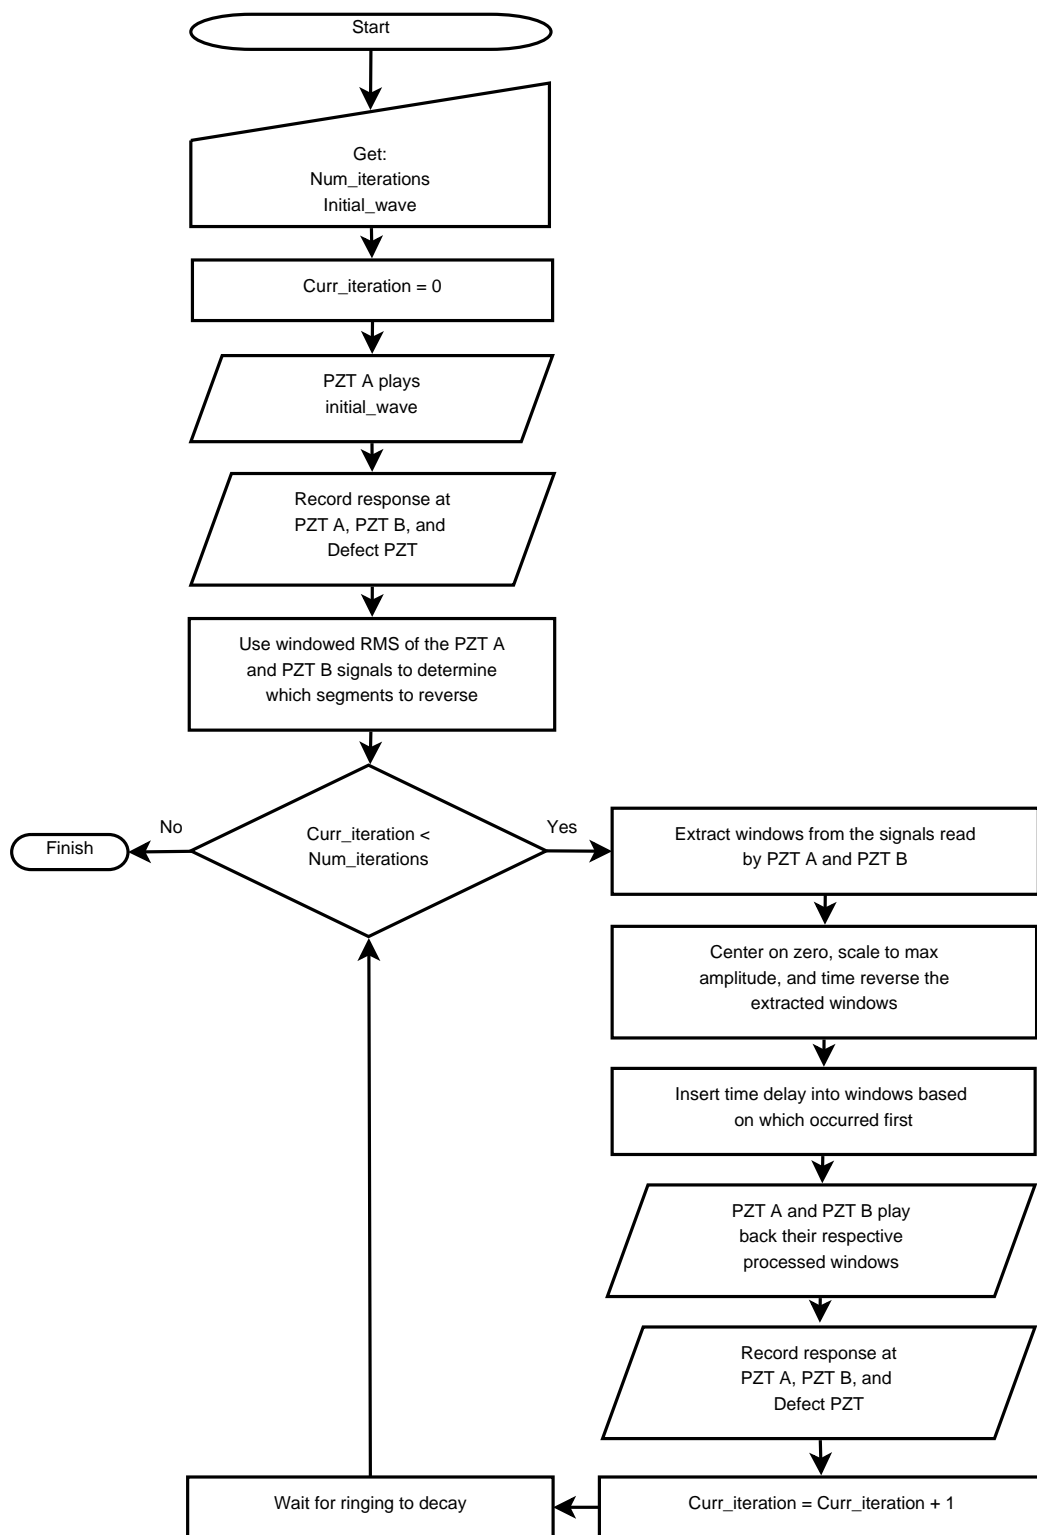 Start
Get:
Num_iterations
Initial_wave
Curr_iteration = 0
PZT A plays
initial_wave
Record response at
PZT A, PZT B, and
Defect PZT
Use windowed RMS of the PZT A
and PZT B signals to determine
which segments to reverse
Curr_iteration <
Num_iterations
No
Finish
Yes
Extract windows from the signals read
by PZT A and PZT B
Center on zero, scale to max
amplitude, and time reverse the
extracted windows
Insert time delay into windows based
on which occurred first
PZT A and PZT B play
back their respective
processed windows
Record response at
PZT A, PZT B, and
Defect PZT
Curr_iteration = Curr_iteration + 1
Wait for ringing to decay